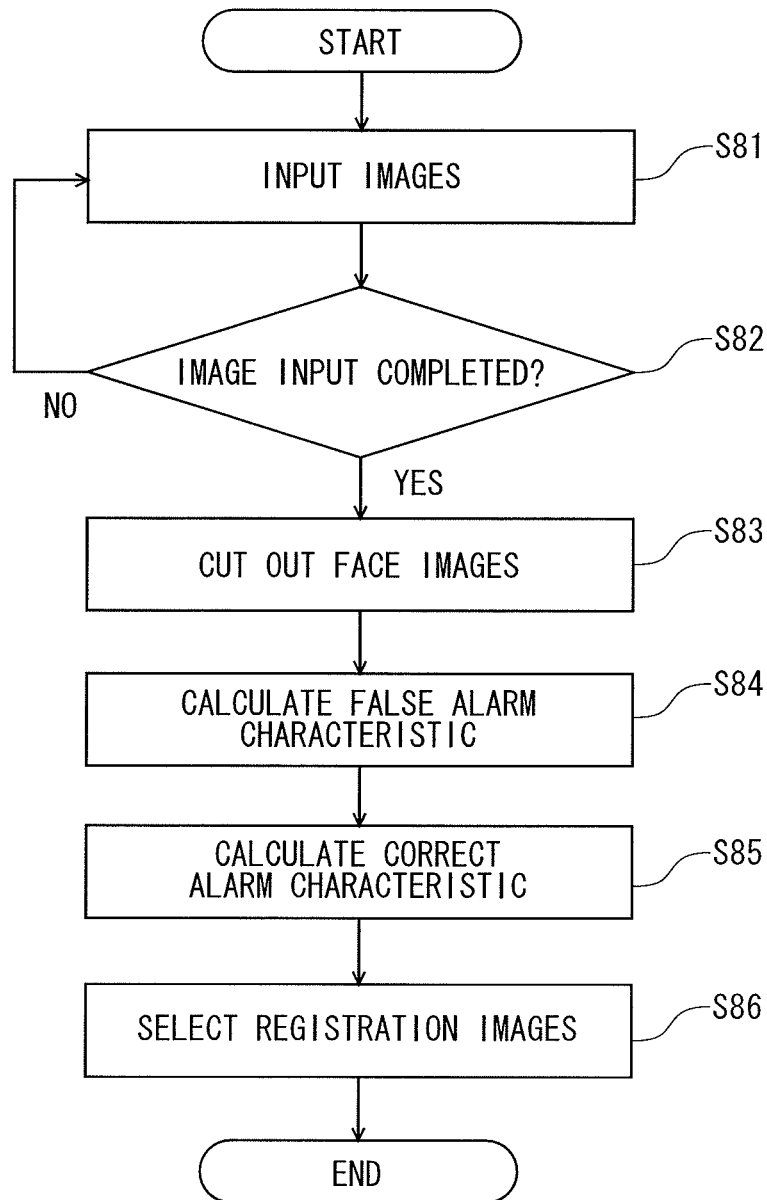 START
INPUT IMAGES
S81
IMAGE INPUT COMPLETED?
S82
NO
YES
CUT OUT FACE IMAGES
S83
CALCULATE FALSE ALARM
CHARACTERISTIC
S84
CALCULATE CORRECT
ALARM CHARACTERISTIC
S85
SELECT REGISTRATION IMAGES
S86
END